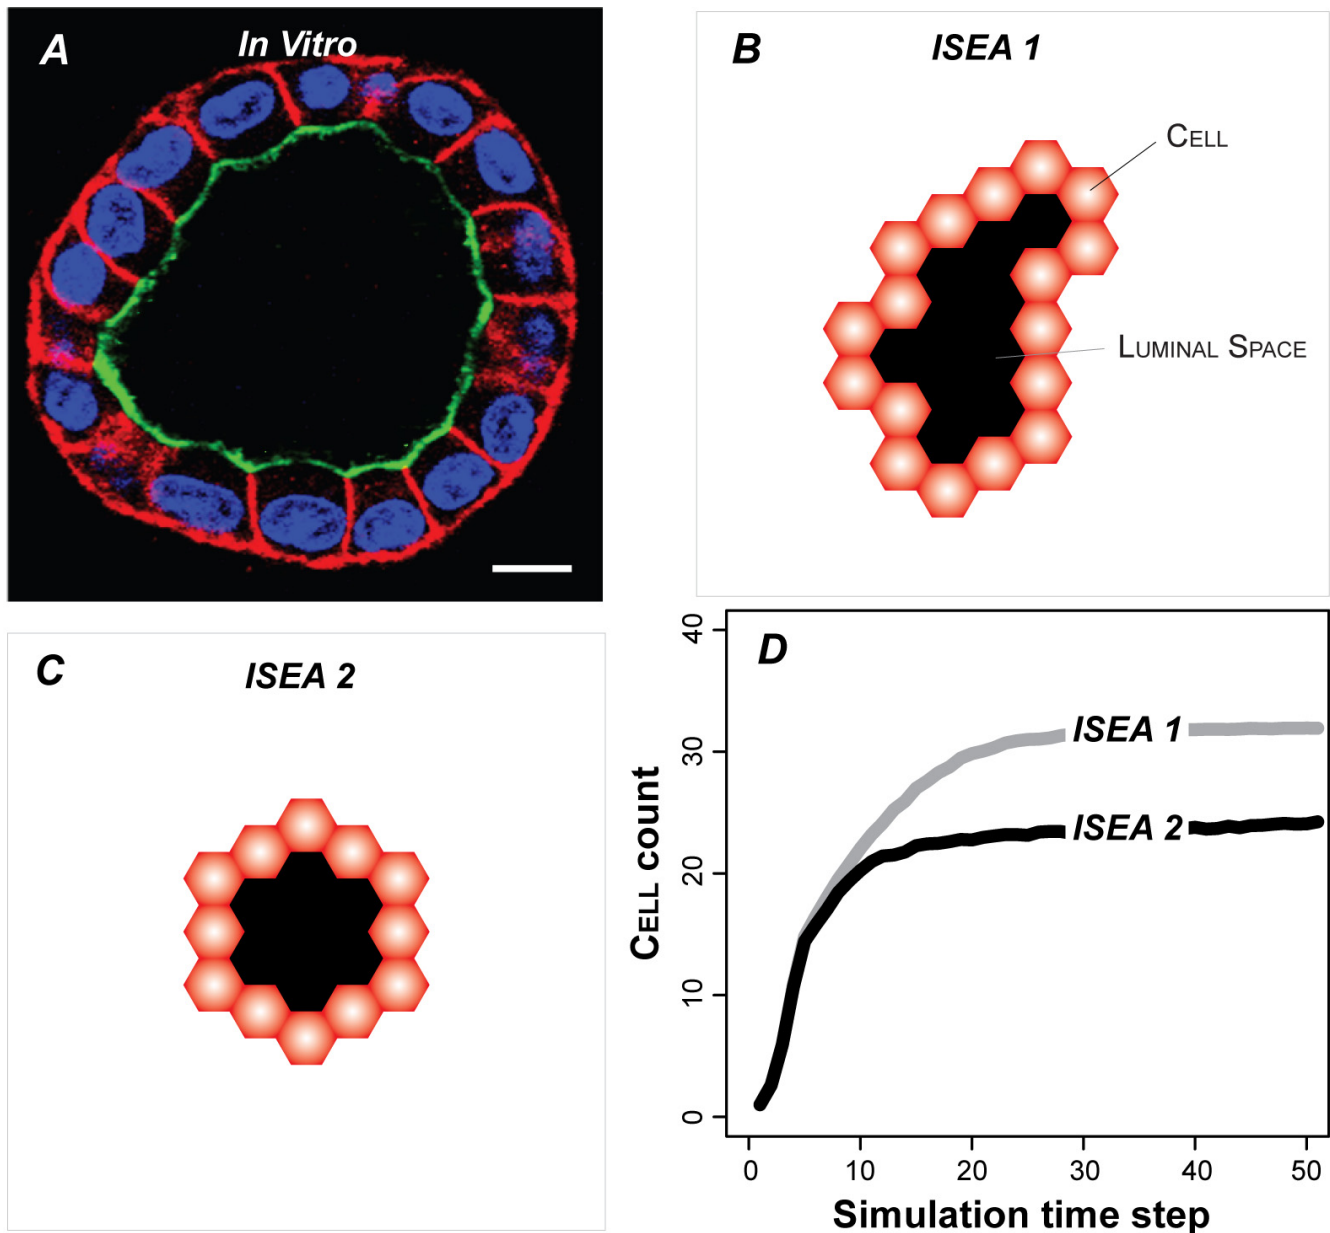 A
In Vitro
B
ISEA 1
CELL
LUMINAL SPACE
C
ISEA 2
D
40
30
20
10
0
CELL count
ISEA 1
ISEA 2
0 10 20 30 40 50
Simulation time step